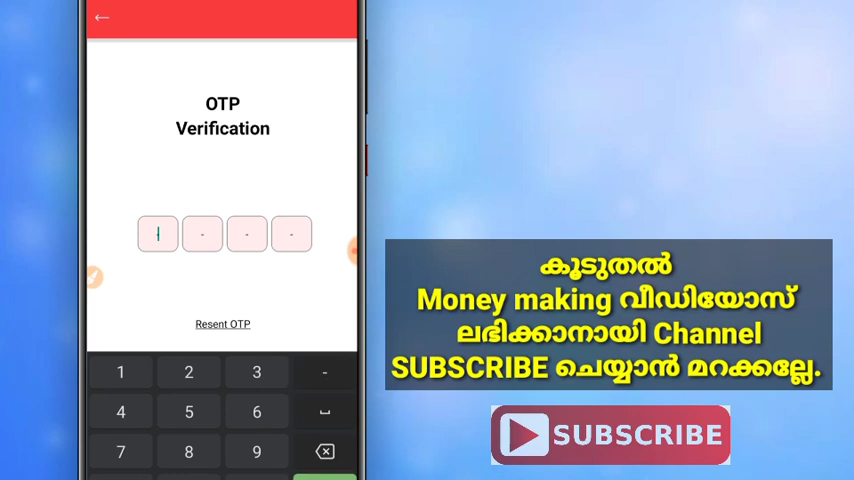 OTP
Verification
- - -
Resent OTP
1 2 3 -
4 5 6
7 8 9
കൂടുതൽ
Money making വീഡിയോസ്
ലഭിക്കാനായി Channel
SUBSCRIBE ചെയ്യാൻ മറക്കല്ലേ.
SUBSCRIBE